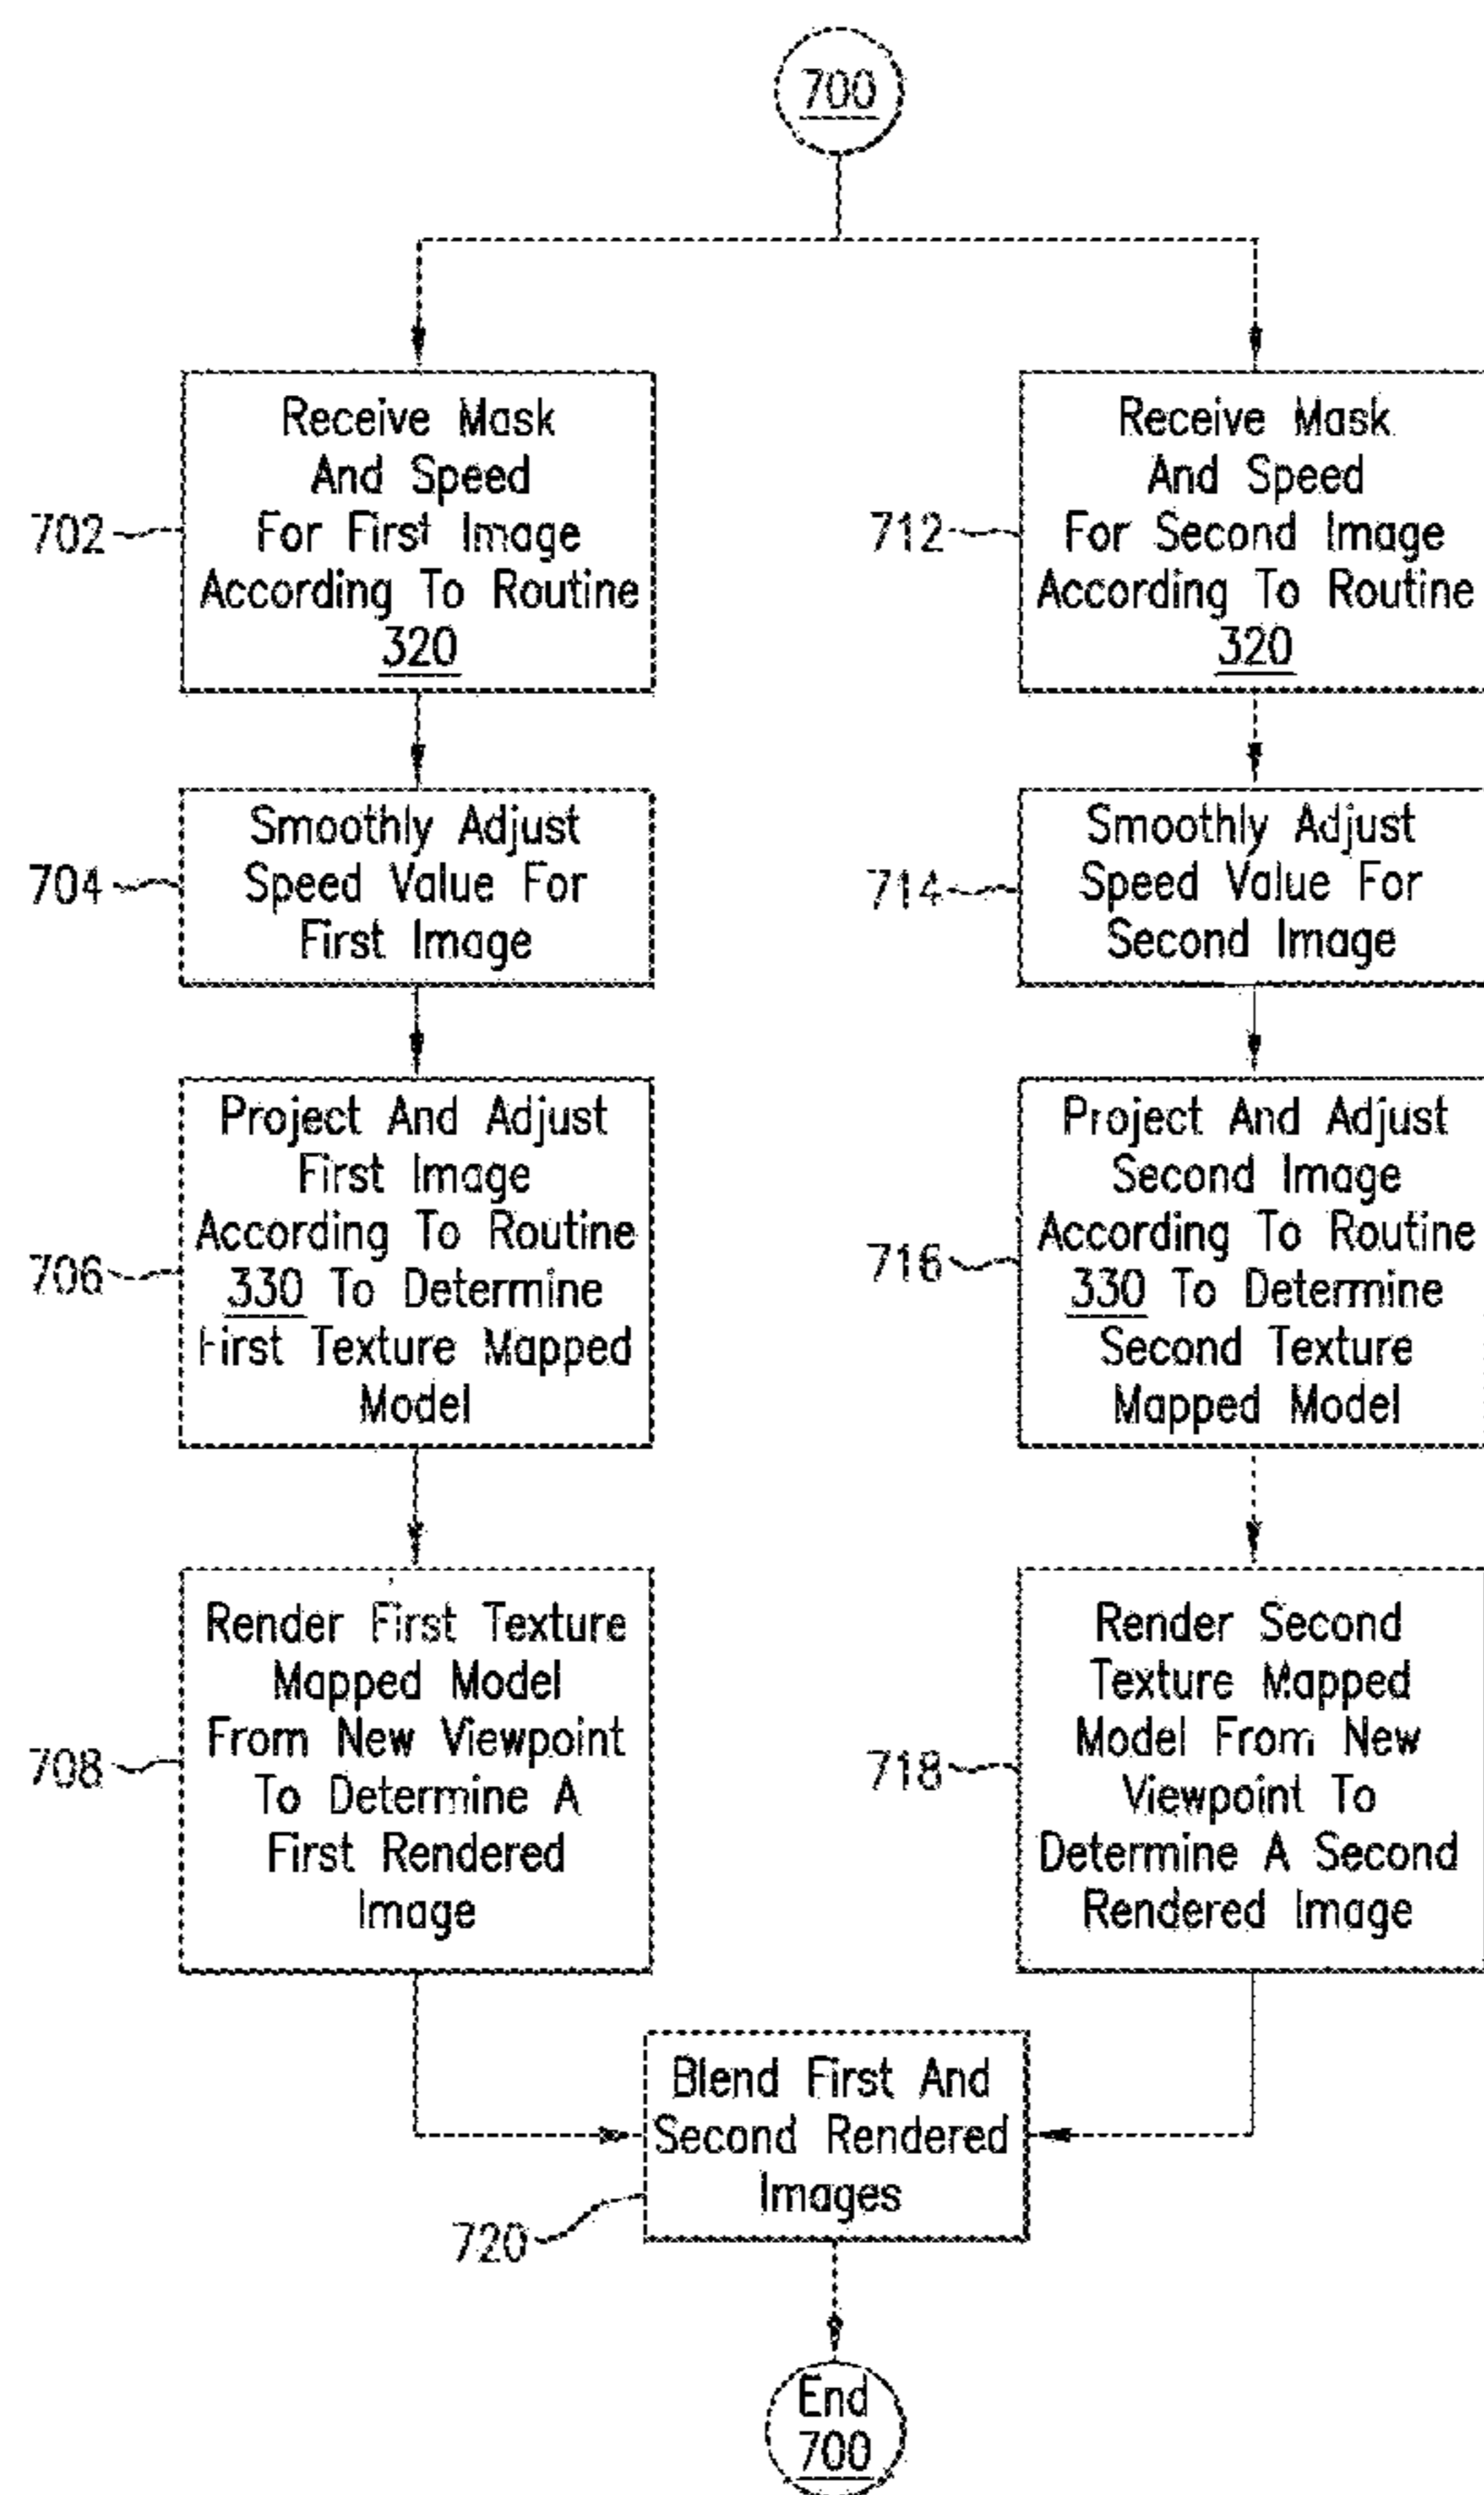 700
Receive Mask
And Speed
For First Image
According To Routine
320
702
Smoothly Adjust
Speed Value For
First Image
704
Project And Adjust
First Image
According To Routine
330 To Determine
First Texture Mapped
Model
706
Render First Texture
Mapped Model
From New Viewpoint
To Determine A
First Rendered
Image
708
Receive Mask
And Speed
For Second Image
According To Routine
320
712
Smoothly Adjust
Speed Value For
Second Image
714
Project And Adjust
Second Image
According To Routine
330 To Determine
Second Texture
Mapped Model
716
Render Second
Texture Mapped
Model From New
Viewpoint To
Determine A Second
Rendered Image
718
Blend First And
Second Rendered
Images
720
End
700